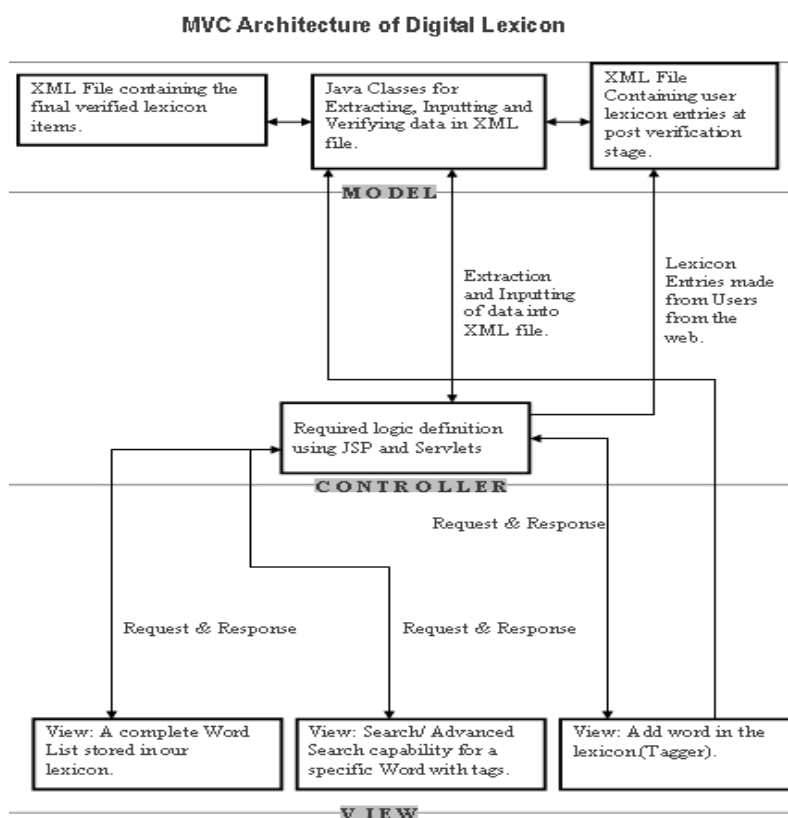 MVC Architecture of Digital Lexicon
XML File containing the
final verified lexicon
items.
Java Classes for
Extracting, Inputting and
Verifying data in XML
file.
XML File
Containing user
lexicon entries at
post verification
stage.
MODEL
Extraction
and Inputting
of data into
XML file.
Lexicon
Entries made
from Users
from the
web.
Required logic definition
using JSP and Servlets
CONTROLLER
Request & Response
Request & Response
Request & Response
View: A complete Word
List stored in our
lexicon.
View: Search/ Advanced
Search capability for a
specific Word with tags.
View: Add word in the
lexicon(Tagger).
VIEW